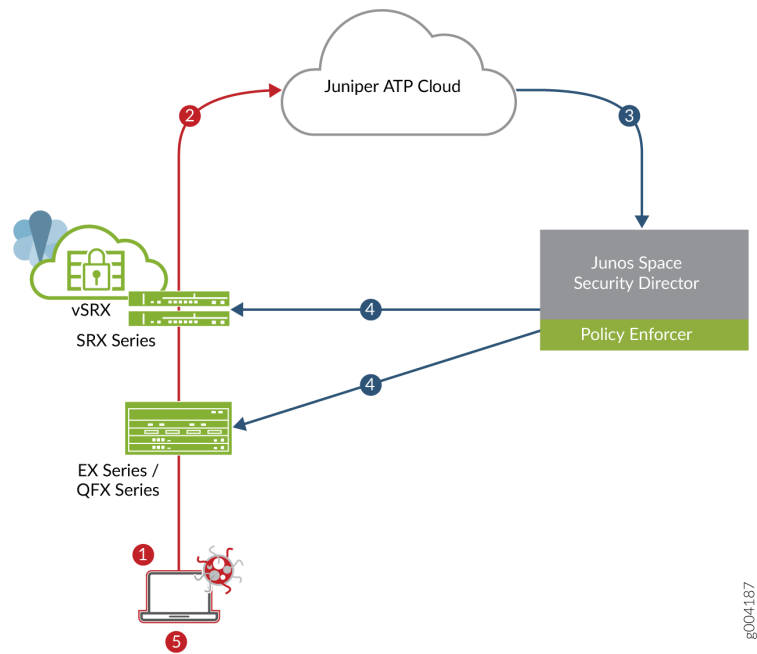 Juniper ATP Cloud
2
3
Junos Space
Security Director
vSRX
4
SRX Series
Policy Enforcer
4
EX Series /
QFX Series
1
5
g004187